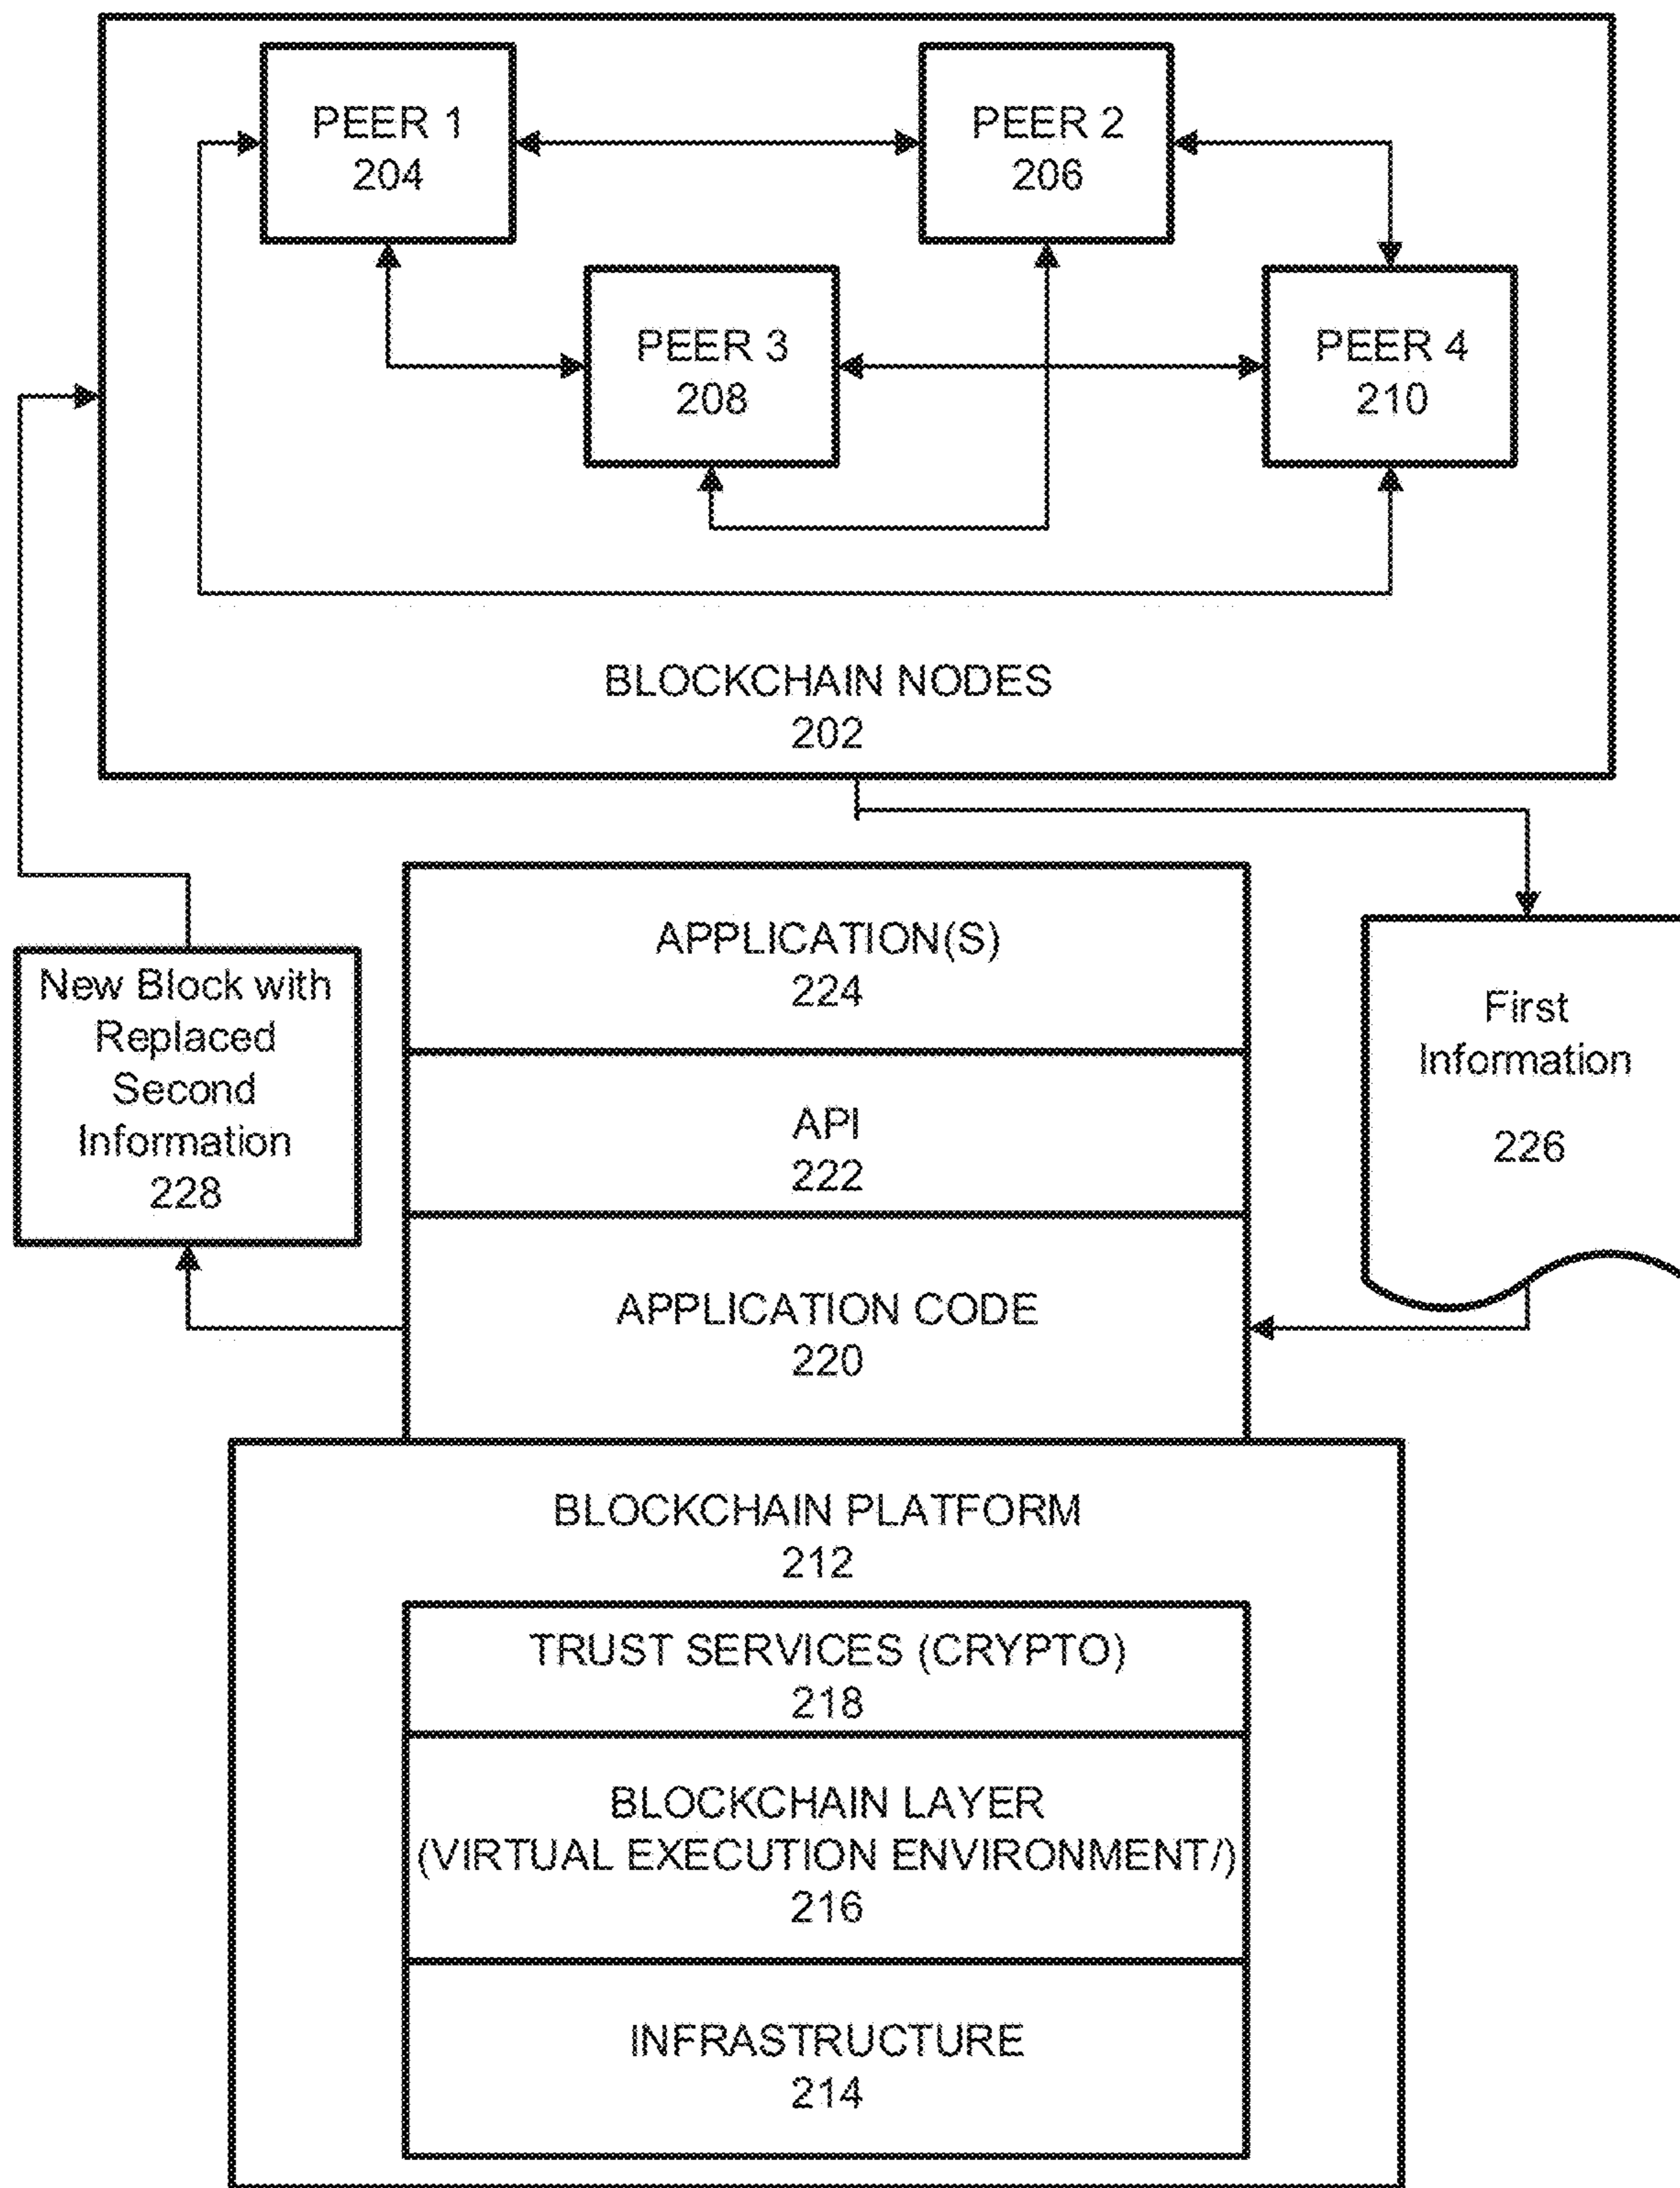 PEER 1
204
PEER 2
206
PEER 3
208
PEER 4
210
BLOCKCHAIN NODES
202
APPLICATION(S)
224
New Block with
Replaced
Second
Information
228
First
Information
226
API
222
APPLICATION CODE
220
BLOCKCHAIN PLATFORM
212
TRUST SERVICES (CRYPTO)
218
BLOCKCHAIN LAYER
(VIRTUAL EXECUTION ENVIRONMENT/)
216
INFRASTRUCTURE
214